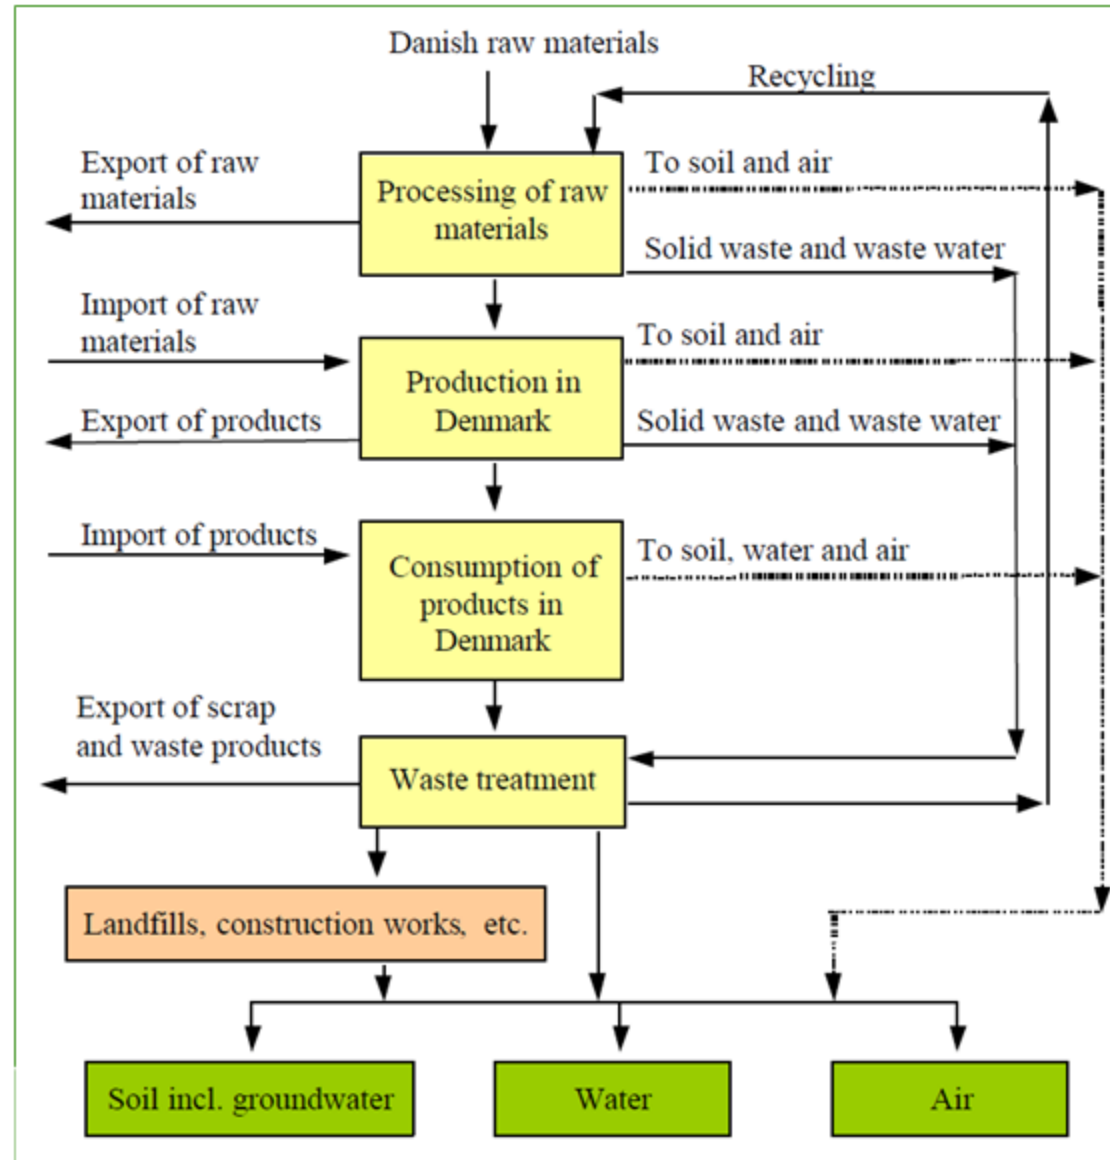 Danish raw materials
Recycling
Export of raw
materials
Processing of raw
materials
To soil and air
Solid waste and waste water
Import of raw
materials
Production in
Denmark
To soil and air
Export of products
Solid waste and waste water
Import of products
Consumption of
products in
Denmark
To soil, water and air
Export of scrap
and waste products
Waste treatment
Landfills, construction works, etc.
Soil incl. groundwater
Water
Air